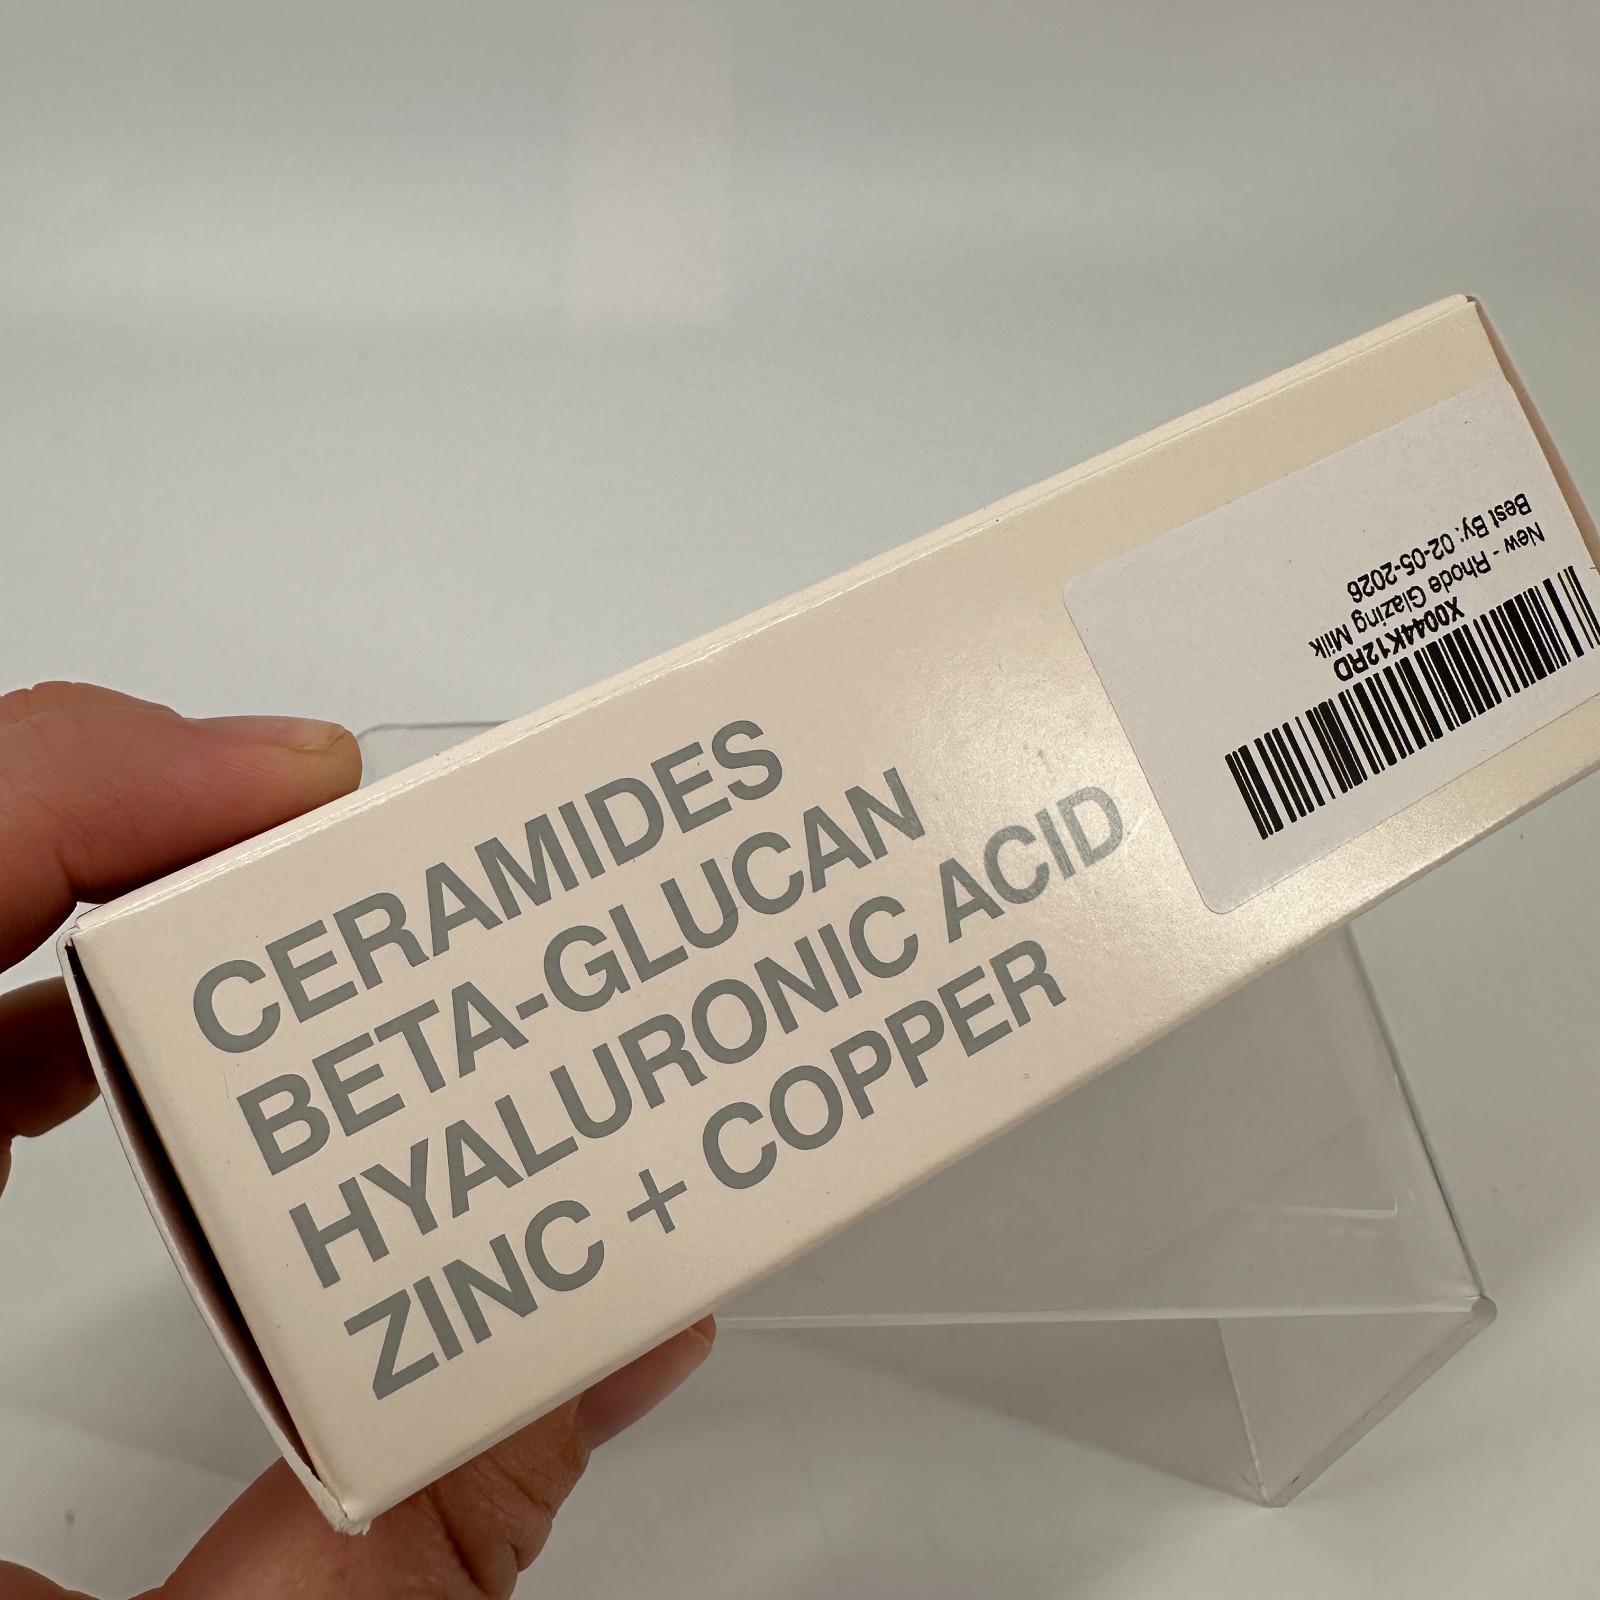 CERAMIDES
BETA-GLUCAN
HYALURONIC ACID
ZINC + COPPER
X0044K12RD
New - Rhode Glazing Milk
Best By: 02-05-2026